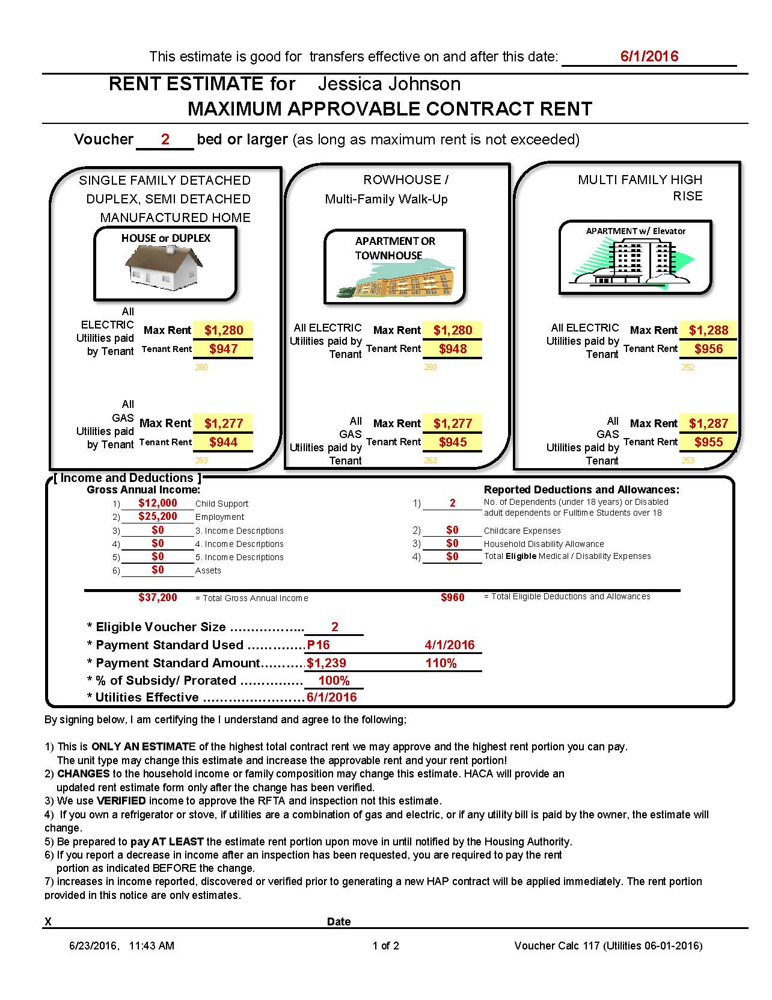 This estimate is good for transfers effective on and after this date: 6/1/2016
RENT ESTIMATE for Jessica Johnson
MAXIMUM APPROVABLE CONTRACT RENT
Voucher 2 bed or larger (as long as maximum rent is not exceeded)
SINGLE FAMILY DETACHED
DUPLEX, SEMI DETACHED
MANUFACTURED HOME
HOUSE or DUPLEX
All
ELECTRIC
Utilities paid
by Tenant
Max Rent $1,280
Tenant Rent $947
260
All
GAS
Utilities paid
by Tenant
Max Rent $1,277
Tenant Rent $944
263
ROWHOUSE /
Multi-Family Walk-Up
APARTMENT OR
TOWNHOUSE
All ELECTRIC
Utilities paid by
Tenant
Max Rent $1,280
Tenant Rent $948
260
All
GAS
Utilities paid by
Tenant
Max Rent $1,277
Tenant Rent $945
263
MULTI FAMILY HIGH
RISE
APARTMENT w/ Elevator
All ELECTRIC
Utilities paid by
Tenant
Max Rent $1,288
Tenant Rent $956
252
All
GAS
Utilities paid by
Tenant
Max Rent $1,287
Tenant Rent $955
253
[ Income and Deductions ]
Gross Annual Income:
1) $12,000 Child Support
2) $25,200 Employment
3) $0 3. Income Descriptions
4) $0 4. Income Descriptions
5) $0 5. Income Descriptions
6) $0 Assets
$37,200 = Total Gross Annual Income
Reported Deductions and Allowances:
1) 2 No. of Dependents (under 18 years) or Disabled
adult dependents or Fulltime Students over 18
2) $0 Childcare Expenses
3) $0 Household Disability Allowance
4) $0 Total Eligible Medical / Disability Expenses
$960 = Total Eligible Deductions and Allowances
* Eligible Voucher Size ……………….. 2
* Payment Standard Used …………. P16 4/1/2016
* Payment Standard Amount……….. $1,239 110%
* % of Subsidy/ Prorated …………… 100%
* Utilities Effective …………………… 6/1/2016
By signing below, I am certifying the I understand and agree to the following;
1) This is ONLY AN ESTIMATE of the highest total contract rent we may approve and the highest rent portion you can pay.
The unit type may change this estimate and increase the approvable rent and your rent portion!
2) CHANGES to the household income or family composition may change this estimate. HACA will provide an
updated rent estimate form only after the change has been verified.
3) We use VERIFIED income to approve the RFTA and inspection not this estimate.
4) If you own a refrigerator or stove, if utilities are a combination of gas and electric, or if any utility bill is paid by the owner, the estimate will
change.
5) Be prepared to pay AT LEAST the estimate rent portion upon move in until notified by the Housing Authority.
6) If you report a decrease in income after an inspection has been requested, you are required to pay the rent
portion as indicated BEFORE the change.
7) increases in income reported, discovered or verified prior to generating a new HAP contract will be applied immediately. The rent portion
provided in this notice are only estimates.
X Date
6/23/2016, 11:43 AM 1 of 2 Voucher Calc 117 (Utilities 06-01-2016)